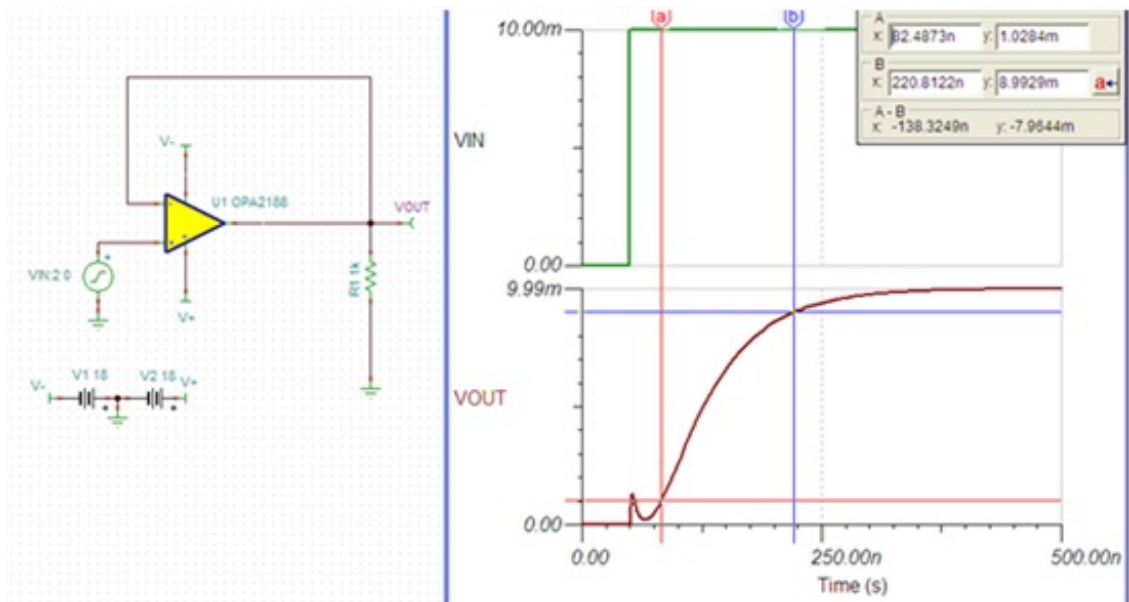 V-
U1 OPA2188
VOUT
VIN:2 0
R1 1k
V+
V- V1 18 V2 18 V+
a b
10.00m
VIN
0.00
9.99m
VOUT
0.00
0.00 250.00n 500.00n
Time (s)
A
x: 82.4873n y: 1.0284m
B
x: 220.8122n y: 8.9929m a
A - B
x: -138.3249n y: -7.9644m